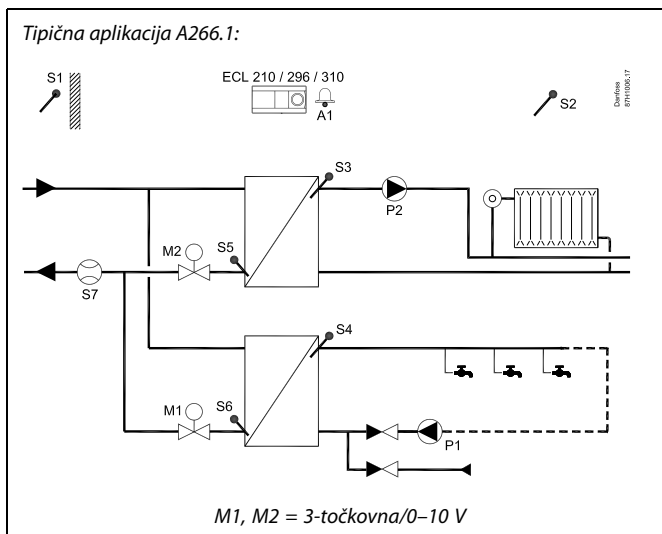 Tipična aplikacija A266.1:
S1
ECL 210 / 296 / 310
A1
S2
Danfoss
87H1006.17
S3
P2
M2
S5
S7
S4
M1
S6
P1
M1, M2 = 3-točkovna/0–10 V